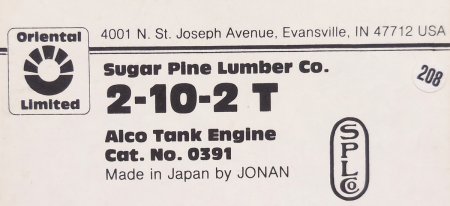 Oriental
Limited
4001 N. St. Joseph Avenue, Evansville, IN 47712 USA
208
Sugar Pine Lumber Co.
2-10-2 T
Alco Tank Engine
Cat. No. 0391
Made in Japan by JONAN
SPLCo